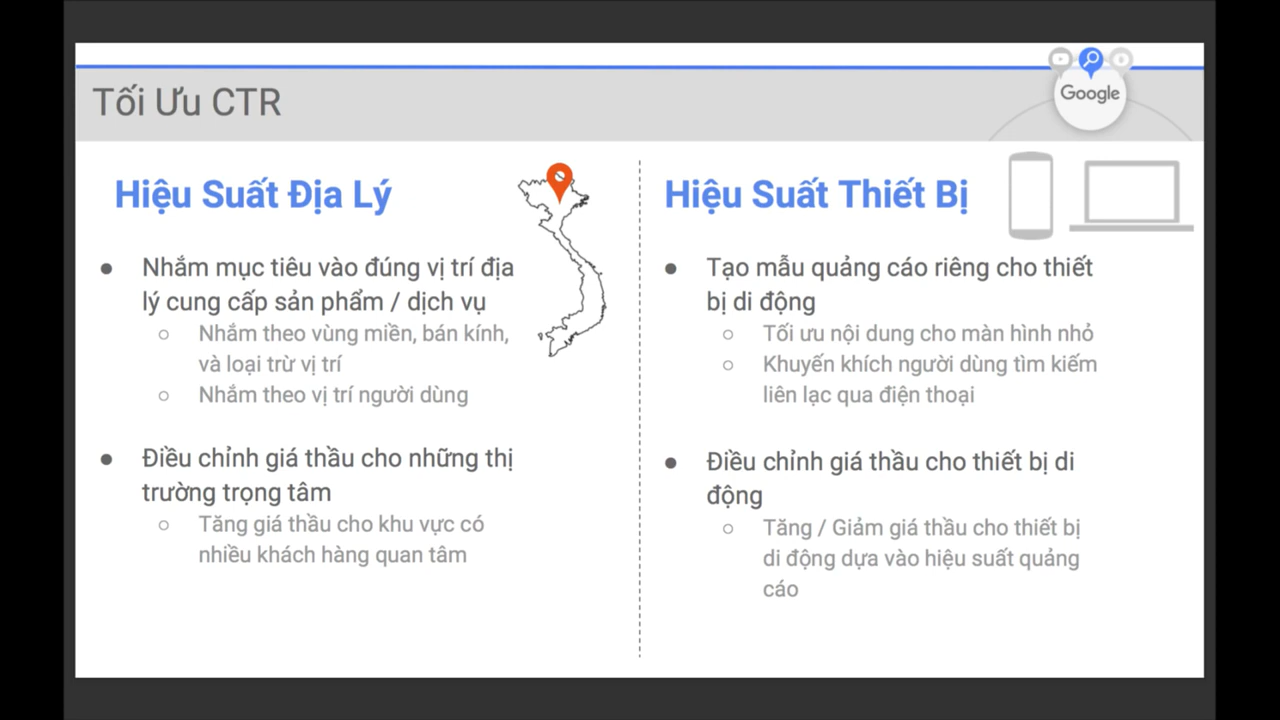 Tối Ưu CTR
Google
Hiệu Suất Địa Lý
● Nhắm mục tiêu vào đúng vị trí địa
lý cung cấp sản phẩm / dịch vụ
○ Nhắm theo vùng miền, bán kính,
và loại trừ vị trí
○ Nhắm theo vị trí người dùng
● Điều chỉnh giá thầu cho những thị
trường trọng tâm
○ Tăng giá thầu cho khu vực có
nhiều khách hàng quan tâm
Hiệu Suất Thiết Bị
● Tạo mẫu quảng cáo riêng cho thiết
bị di động
○ Tối ưu nội dung cho màn hình nhỏ
○ Khuyến khích người dùng tìm kiếm
liên lạc qua điện thoại
● Điều chỉnh giá thầu cho thiết bị di
động
○ Tăng / Giảm giá thầu cho thiết bị
di động dựa vào hiệu suất quảng
cáo